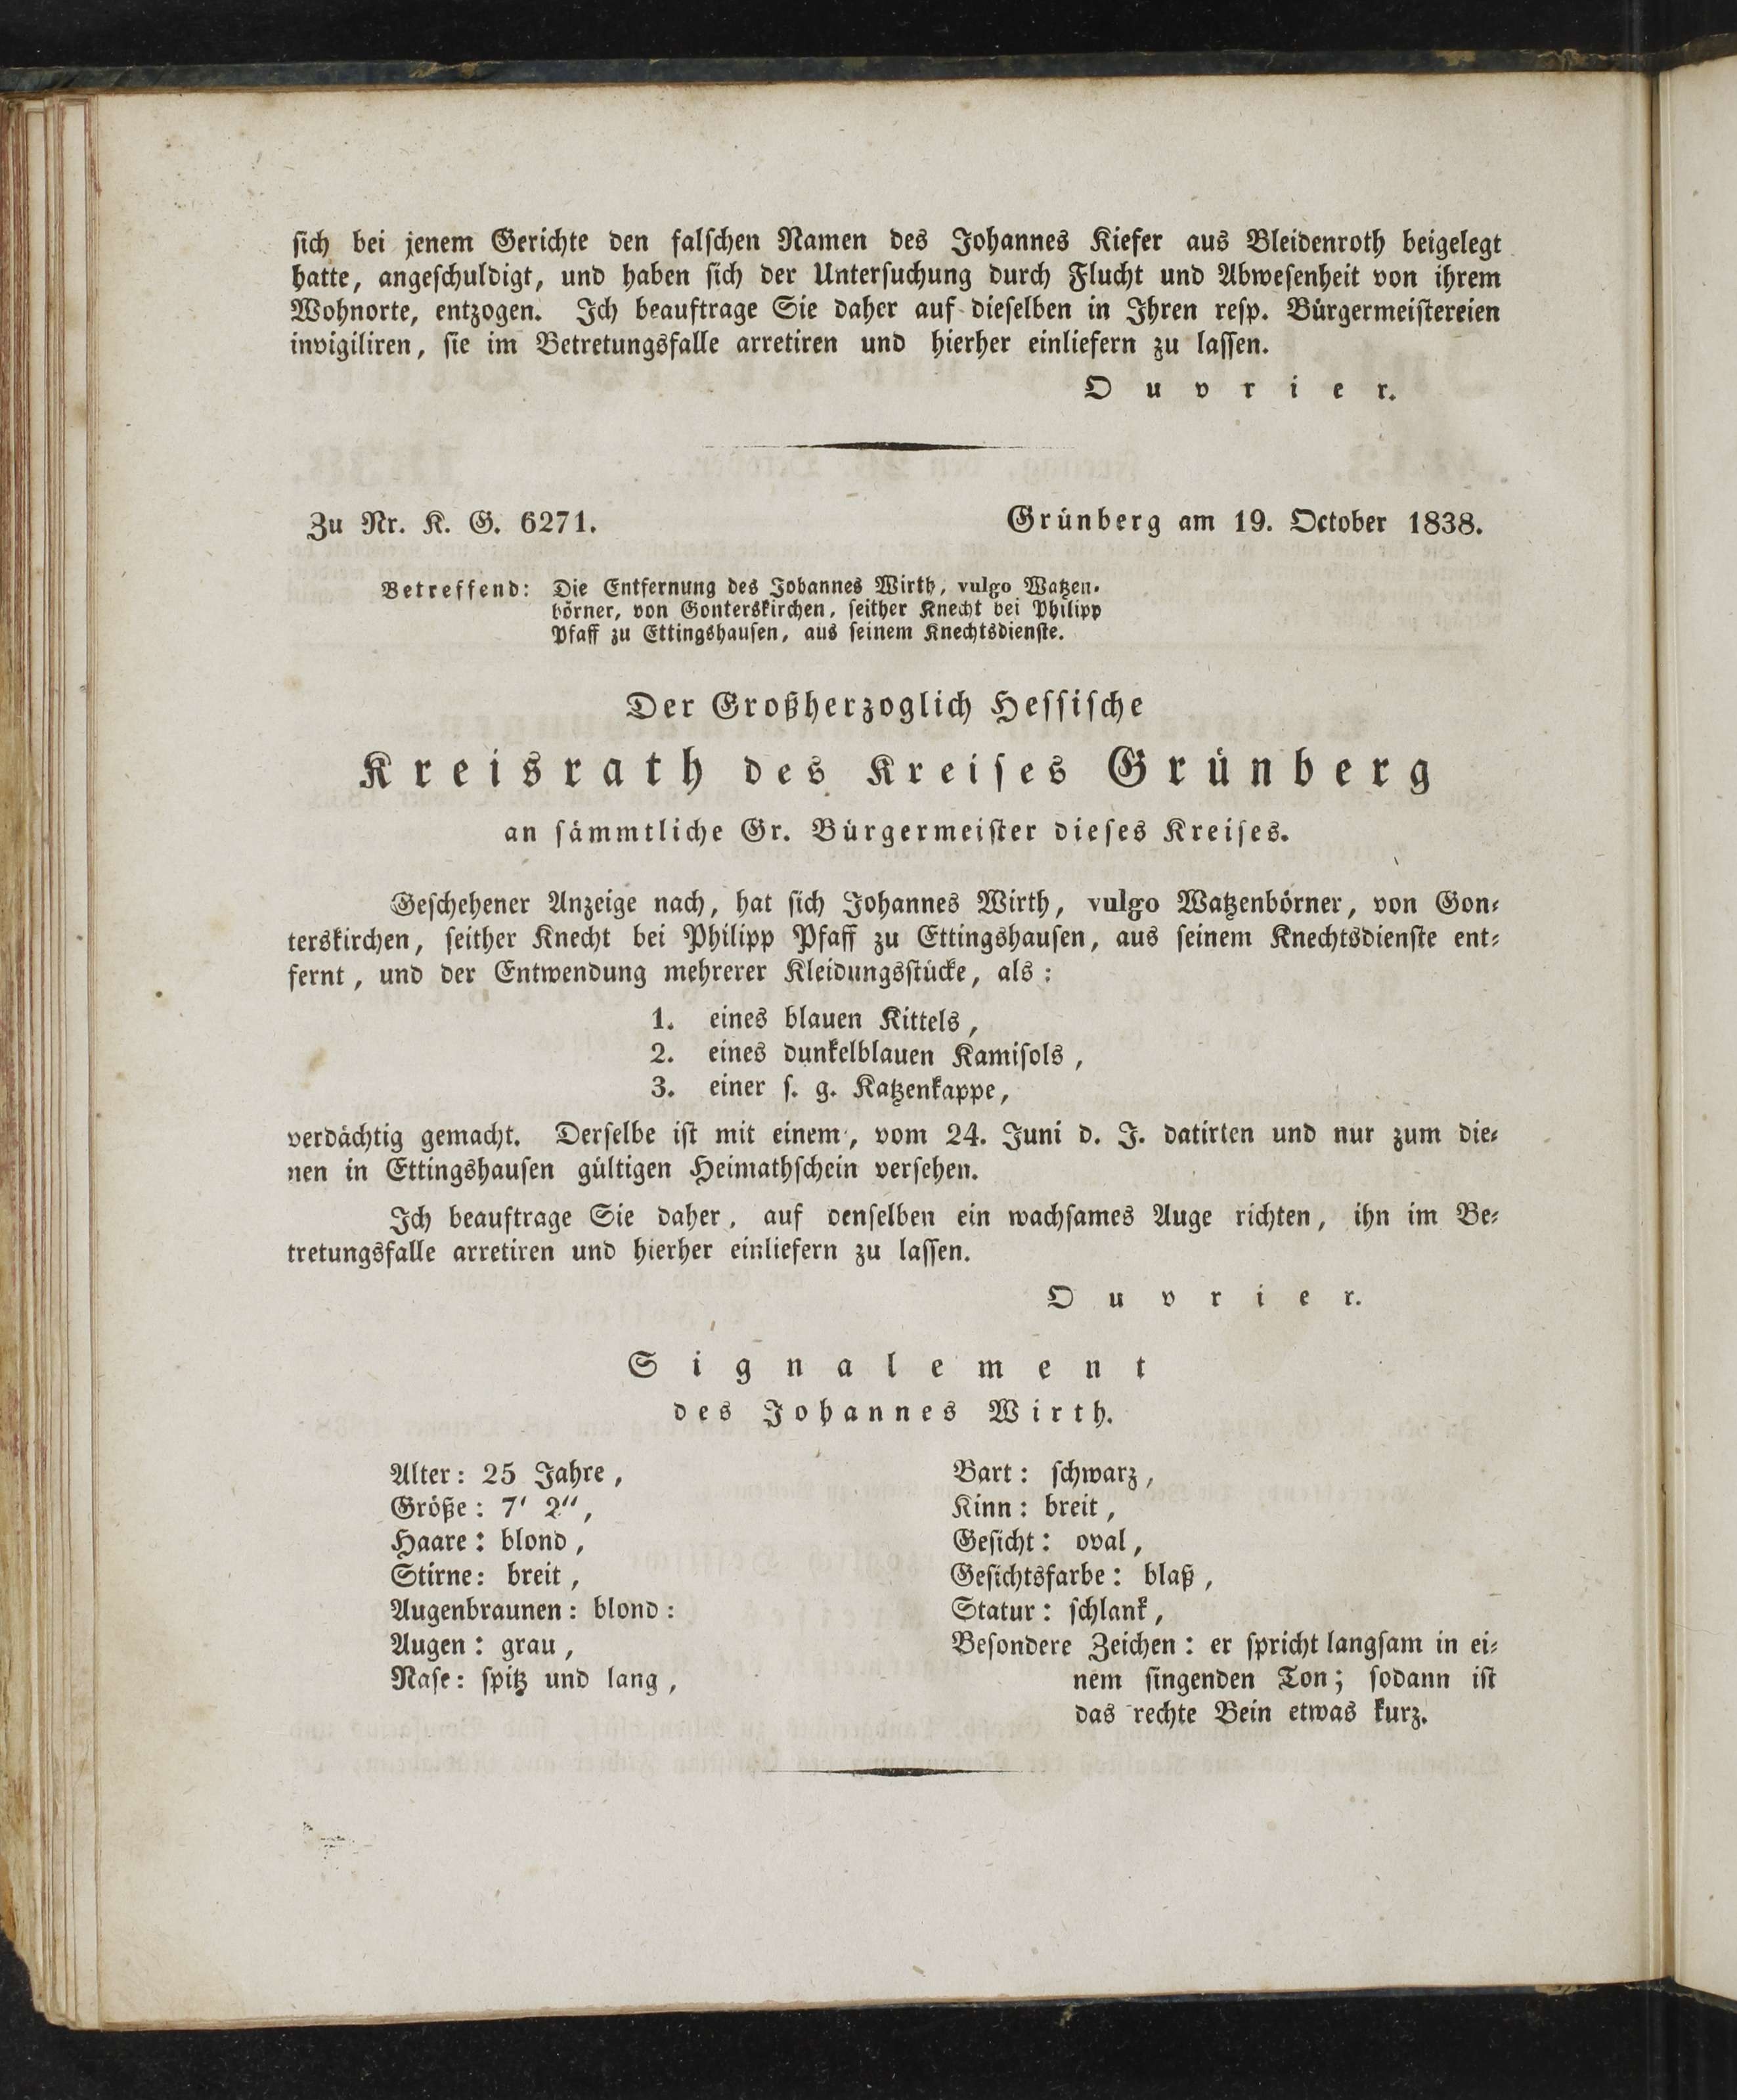 sich bei jenem Gerichte den falschen Namen des Johannes Kiefer aus Bleidenroth beigelegt
hatte, angeschuldigt, und haben sich der Untersuchung durch Flucht und Abwesenheit von ihrem
Wohnorte, entzogen. Ich beauftrage Sie daher auf dieselben in Ihren resp. Bürgermeistereien
invigiliren, sie im Betretungsfalle arretiren und hierher einliefern zu lassen.
Ouvrier.
Zu Nr. K. G. 6271. Grünberg am 19. October 1838.
Betreffend: Die Entfernung des Johannes Wirth, vulgo Watzen-
börner, von Gonterskirchen, seither Knecht bei Philipp
Pfaff zu Ettingshausen, aus seinem Knechtsdienste.
Der Großherzoglich Hessische
Kreisrath des Kreises Grünberg
an sämmtliche Gr. Bürgermeister dieses Kreises.
Geschehener Anzeige nach, hat sich Johannes Wirth, vulgo Watzenbörner, von Gon-
terskirchen, seither Knecht bei Philipp Pfaff zu Ettingshausen, aus seinem Knechtsdienste ent-
fernt, und der Entwendung mehrerer Kleidungsstücke, als:
1. eines blauen Kittels,
2. eines dunkelblauen Kamisols,
3. einer s. g. Katzenkappe,
verdächtig gemacht. Derselbe ist mit einem, vom 24. Juni d. J. datirten und nur zum die-
nen in Ettingshausen gültigen Heimathschein versehen.
Ich beauftrage Sie daher, auf denselben ein wachsames Auge richten, ihn im Be-
tretungsfalle arretiren und hierher einliefern zu lassen.
Ouvrier.
Signalement
des Johannes Wirth.
Alter: 25 Jahre,
Größe: 7' 2",
Haare: blond,
Stirne: breit,
Augenbraunen: blond:
Augen: grau,
Nase: spitz und lang,
Bart: schwarz,
Kinn: breit,
Gesicht: oval,
Gesichtsfarbe: blaß,
Statur: schlank,
Besondere Zeichen: er spricht langsam in ei-
nem singenden Ton; sodann ist
das rechte Bein etwas kurz.